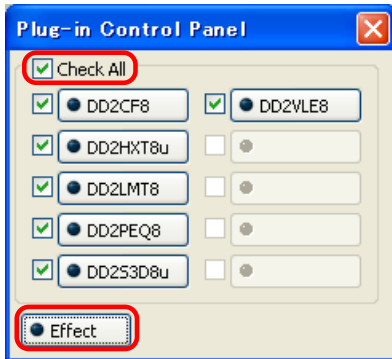 Plug-in Control Panel
Check All
DD2CF8
DD2VLE8
DD2HXT8u
DD2LMT8
DD2PEQ8
DD2S3D8u
Effect